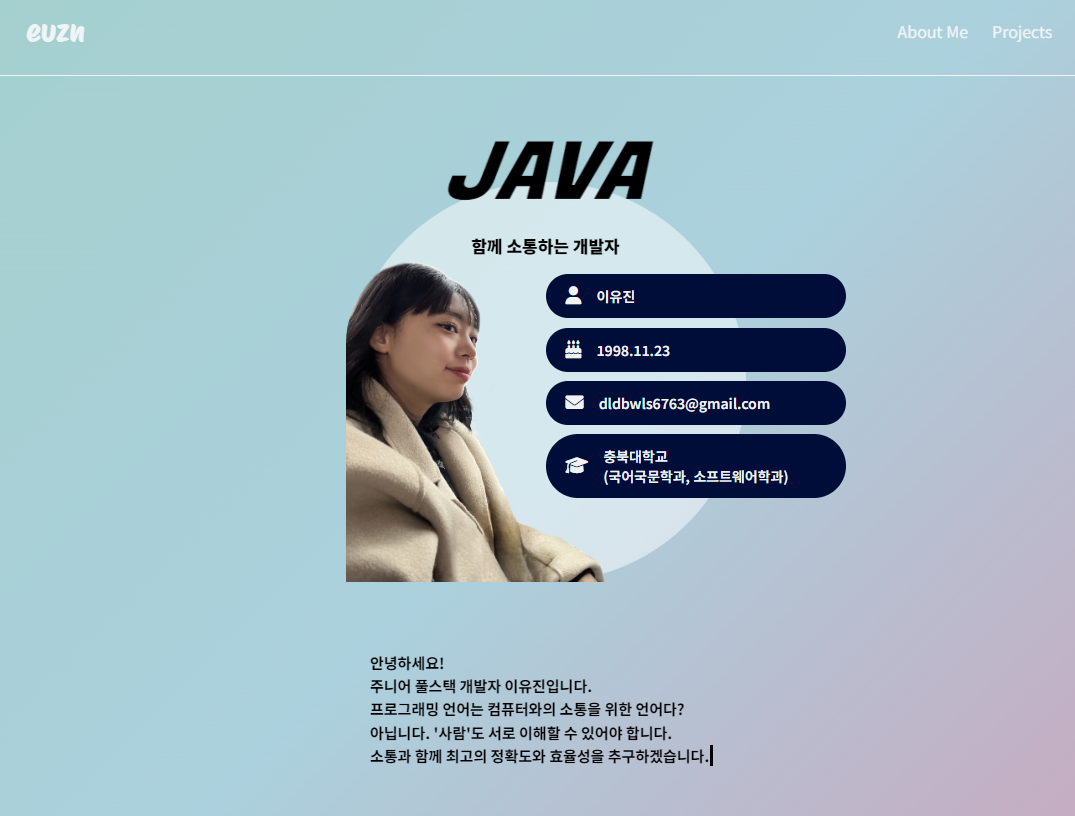 euzn
About Me
Projects
JAVA
함께 소통하는 개발자
이유진
1998.11.23
dldbwls6763@gmail.com
충북대학교
(국어국문학과, 소프트웨어학과)
안녕하세요!
주니어 풀스택 개발자 이유진입니다.
프로그래밍 언어는 컴퓨터와의 소통을 위한 언어다?
아닙니다. '사람'도 서로 이해할 수 있어야 합니다.
소통과 함께 최고의 정확도와 효율성을 추구하겠습니다.